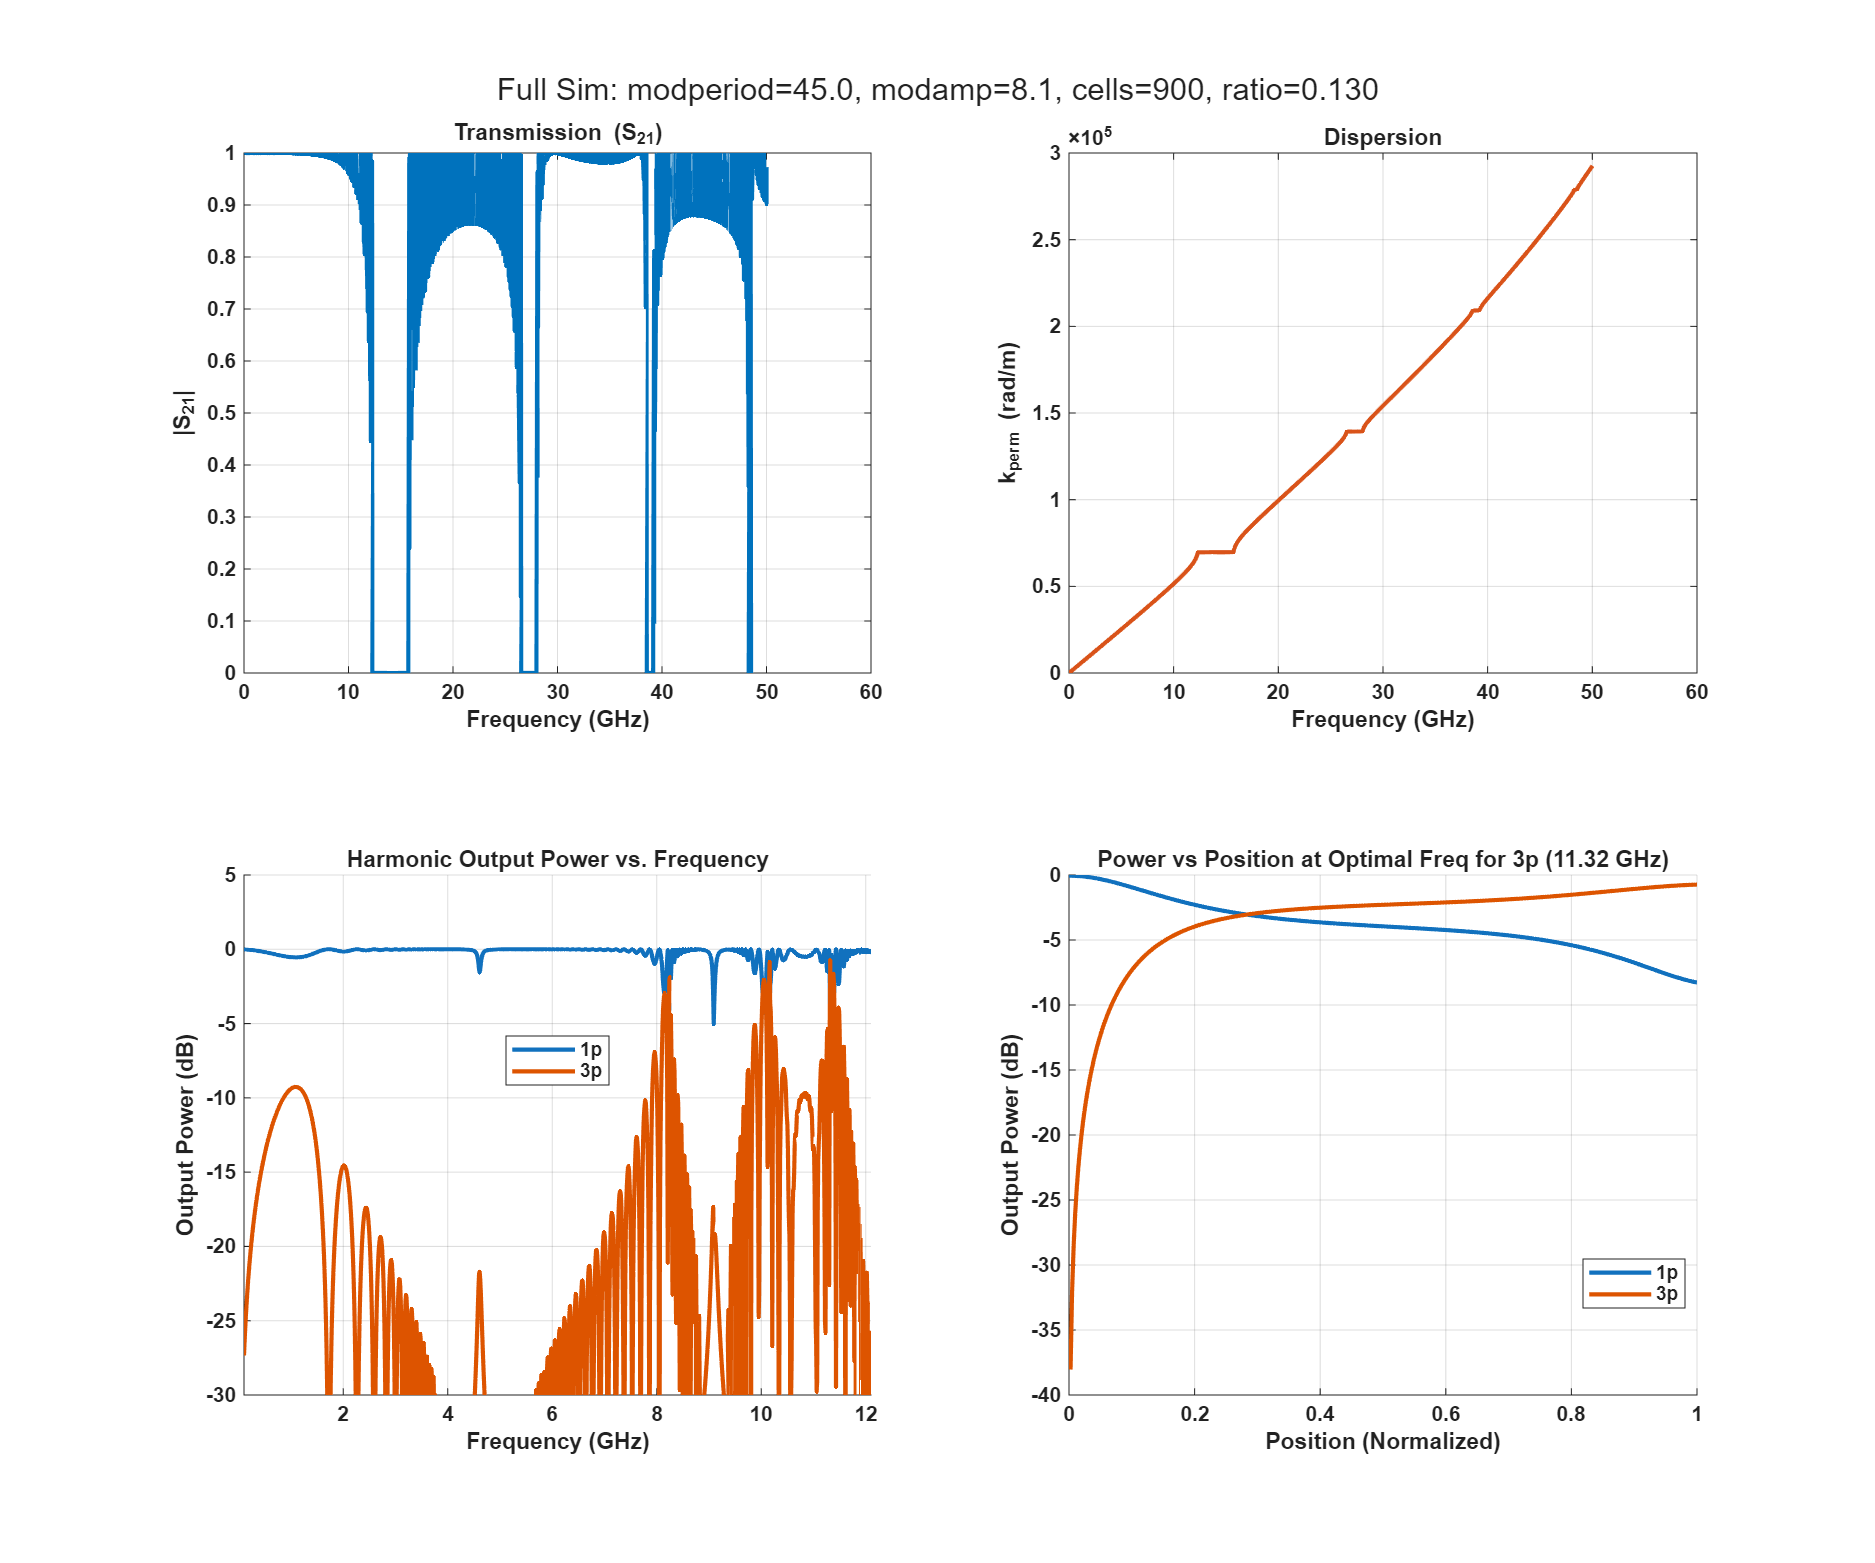 Full Sim: modperiod=45.0, modamp=8.1, cells=900, ratio=0.130
Transmission (S21)
1
0.9
0.8
0.7
0.6
0.5
0.4
0.3
0.2
0.1
0
|S21|
0 10 20 30 40 50 60
Frequency (GHz)
×10^5
Dispersion
3
2.5
2
1.5
1
0.5
0
kperm (rad/m)
0 10 20 30 40 50 60
Frequency (GHz)
Harmonic Output Power vs. Frequency
5
0
-5
-10
-15
-20
-25
-30
Output Power (dB)
1p
3p
2 4 6 8 10 12
Frequency (GHz)
Power vs Position at Optimal Freq for 3p (11.32 GHz)
0
-5
-10
-15
-20
-25
-30
-35
-40
Output Power (dB)
1p
3p
0 0.2 0.4 0.6 0.8 1
Position (Normalized)